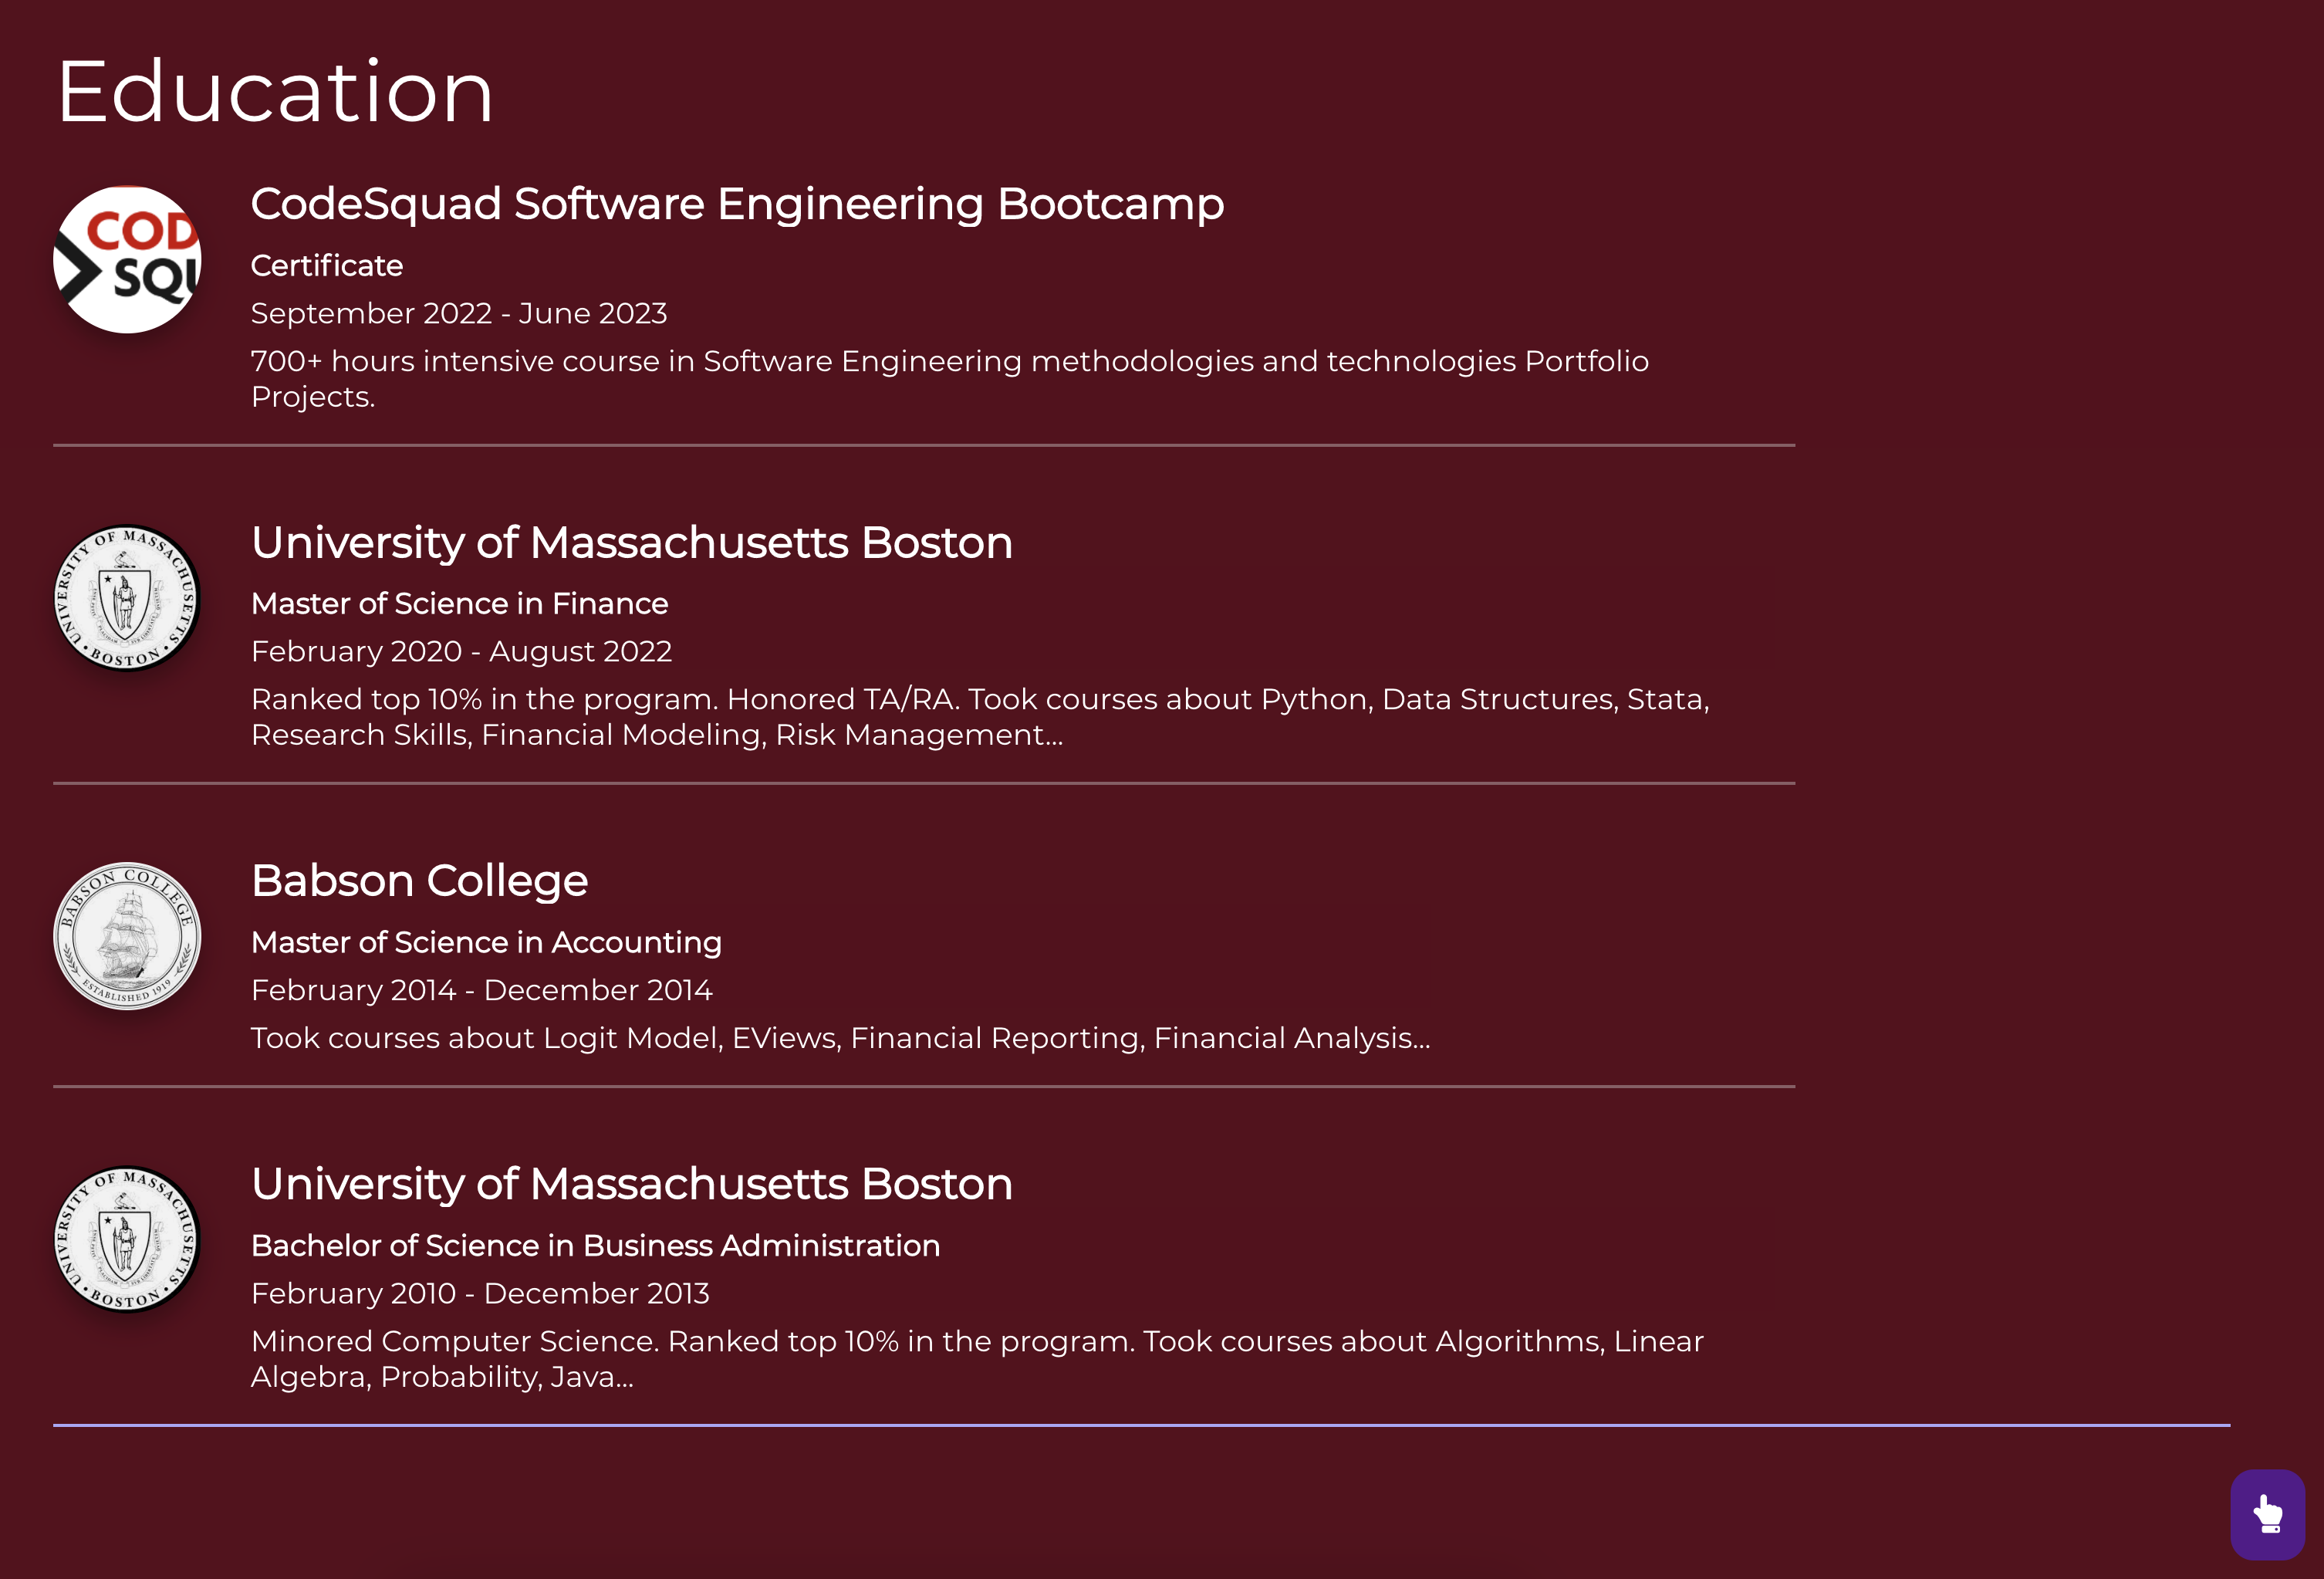 Education
COD
SQU
CodeSquad Software Engineering Bootcamp
Certificate
September 2022 - June 2023
700+ hours intensive course in Software Engineering methodologies and technologies Portfolio
Projects.
UNIVERSITY OF MASSACHUSETTS
• BOSTON •
University of Massachusetts Boston
Master of Science in Finance
February 2020 - August 2022
Ranked top 10% in the program. Honored TA/RA. Took courses about Python, Data Structures, Stata,
Research Skills, Financial Modeling, Risk Management...
BABSON COLLEGE
ESTABLISHED 1919
Babson College
Master of Science in Accounting
February 2014 - December 2014
Took courses about Logit Model, EViews, Financial Reporting, Financial Analysis...
UNIVERSITY OF MASSACHUSETTS
• BOSTON •
University of Massachusetts Boston
Bachelor of Science in Business Administration
February 2010 - December 2013
Minored Computer Science. Ranked top 10% in the program. Took courses about Algorithms, Linear
Algebra, Probability, Java...